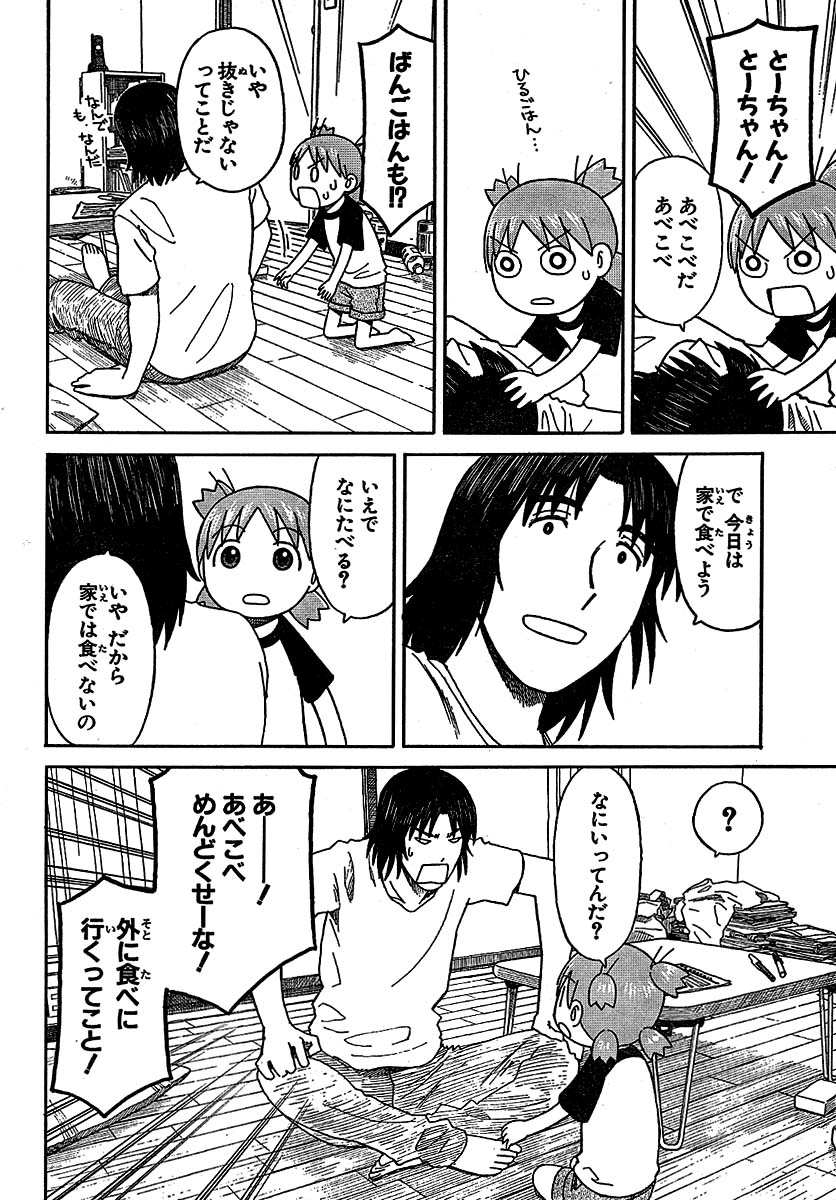 とーちゃん!
とーちゃん!
あべこべだ
あべこべ
ひるごはん…
ばんごはんも!?
いや
抜きじゃない
ってことだ
なんで
も、なんだ
で 今日は
家で食べよう
いえで
なにたべる?
いや だから
家では食べないの
?
なにいってんだ?
あー!
あべこべ
めんどくせーな!
外に食べに
行くってこと!